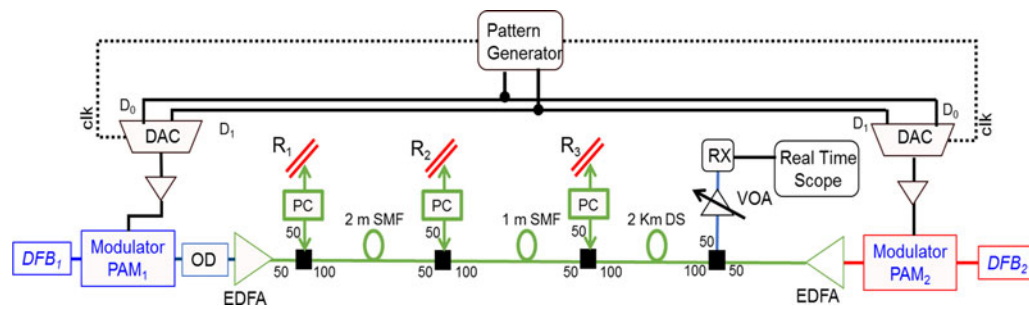 Pattern
Generator
clk
D0
DAC
D1
D1
D0
DAC
clk
R1
R2
R3
RX
Real Time
Scope
PC
PC
PC
VOA
50
2 m SMF
50
1 m SMF
50
2 Km DS
50
DFB1
Modulator
PAM1
OD
EDFA
50
100
50
100
50
100
100
50
EDFA
Modulator
PAM2
DFB2